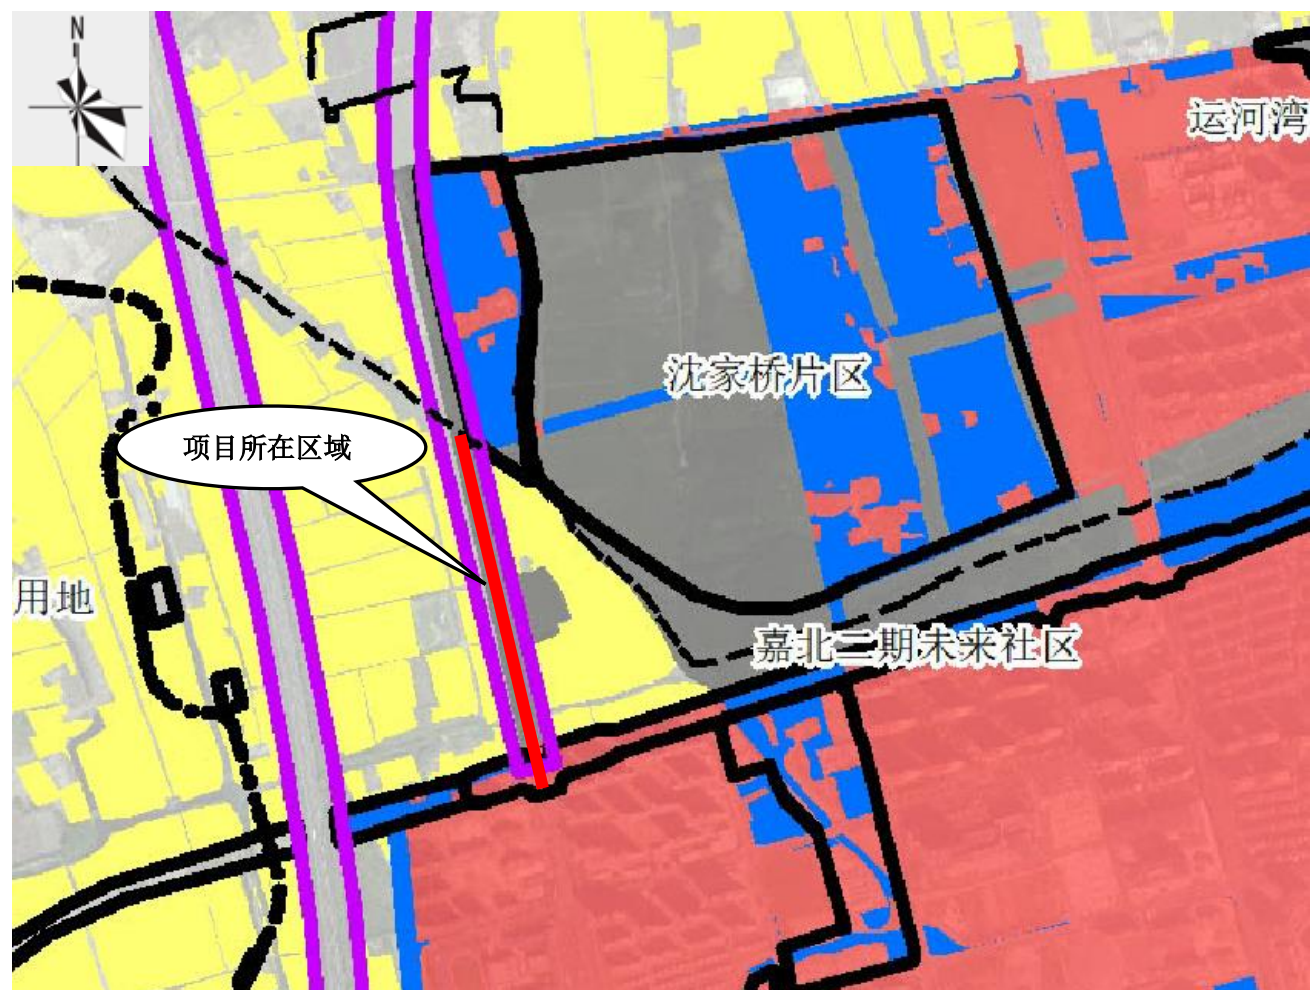 N
运河湾
沈家桥片区
项目所在区域
用地
嘉北二期未来社区